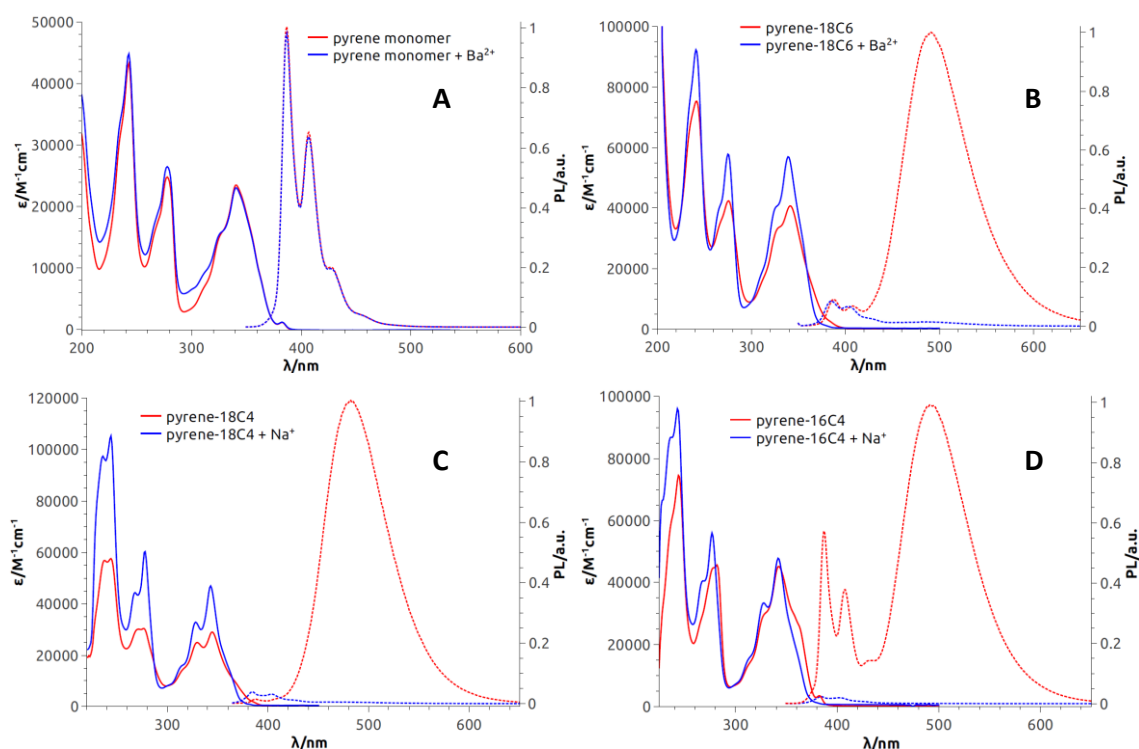 pyrene monomer
pyrene monomer + Ba²⁺
A
ε/M⁻¹cm⁻¹
50000
40000
30000
20000
10000
0
PL/a.u.
1
0.8
0.6
0.4
0.2
0
200 300 400 500 600
λ/nm
pyrene-18C6
pyrene-18C6 + Ba²⁺
B
ε/M⁻¹cm⁻¹
100000
80000
60000
40000
20000
0
PL/a.u.
1
0.8
0.6
0.4
0.2
0
200 300 400 500 600
λ/nm
pyrene-18C4
pyrene-18C4 + Na⁺
C
ε/M⁻¹cm⁻¹
120000
100000
80000
60000
40000
20000
0
PL/a.u.
1
0.8
0.6
0.4
0.2
0
300 400 500 600
λ/nm
pyrene-16C4
pyrene-16C4 + Na⁺
D
ε/M⁻¹cm⁻¹
100000
80000
60000
40000
20000
0
PL/a.u.
1
0.8
0.6
0.4
0.2
0
300 400 500 600
λ/nm